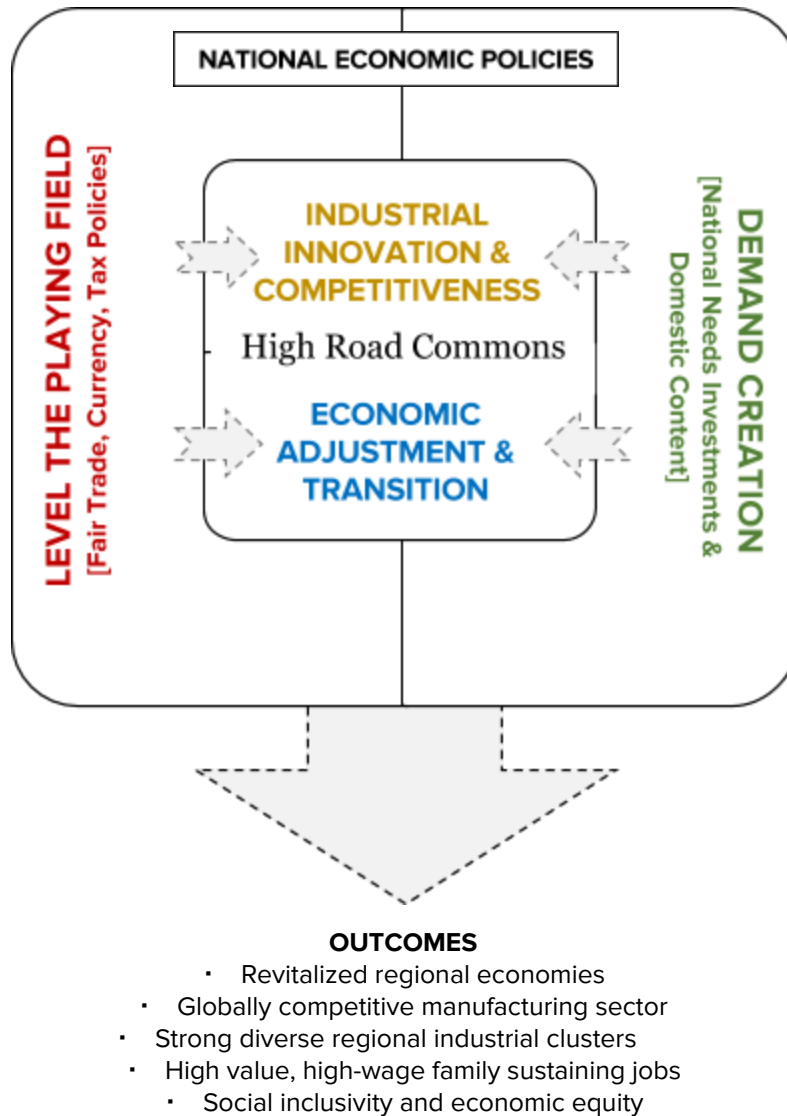 NATIONAL ECONOMIC POLICIES
LEVEL THE PLAYING FIELD
[Fair Trade, Currency, Tax Policies]
INDUSTRIAL
INNOVATION &
COMPETITIVENESS
High Road Commons
ECONOMIC
ADJUSTMENT &
TRANSITION
DEMAND CREATION
[National Needs Investments &
Domestic Content]
OUTCOMES
· Revitalized regional economies
· Globally competitive manufacturing sector
· Strong diverse regional industrial clusters
· High value, high-wage family sustaining jobs
· Social inclusivity and economic equity